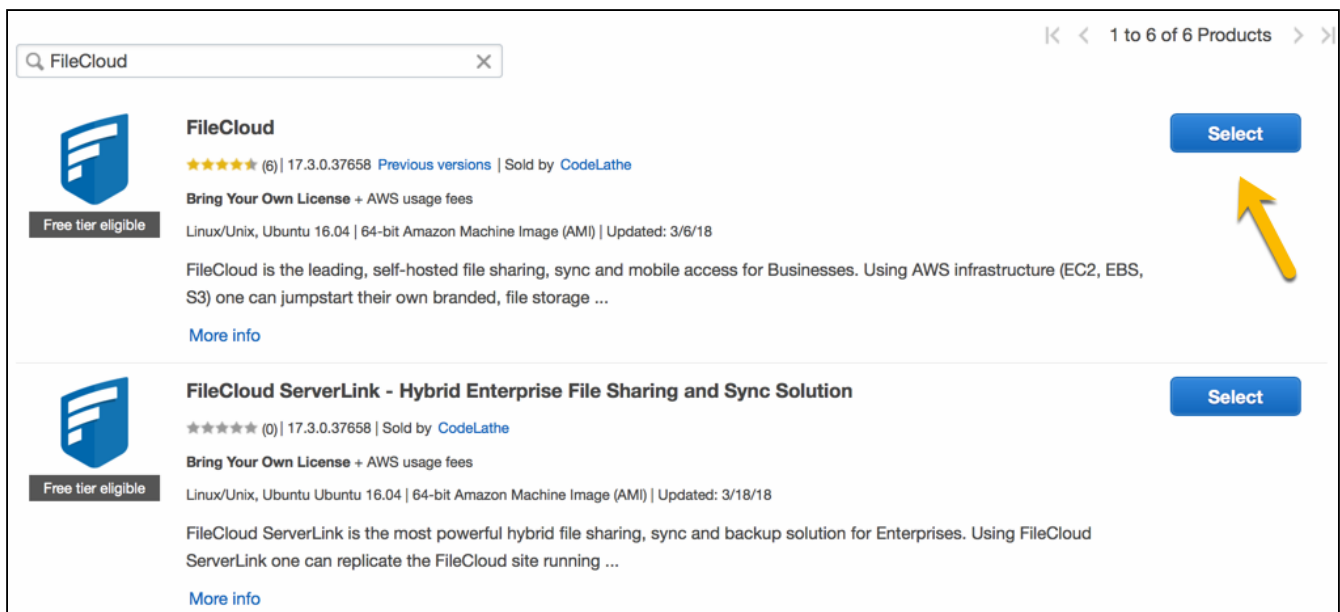 1 to 6 of 6 Products
FileCloud
FileCloud
Select
(6) | 17.3.0.37658 Previous versions | Sold by CodeLathe
Bring Your Own License + AWS usage fees
Free tier eligible
Linux/Unix, Ubuntu 16.04 | 64-bit Amazon Machine Image (AMI) | Updated: 3/6/18
FileCloud is the leading, self-hosted file sharing, sync and mobile access for Businesses. Using AWS infrastructure (EC2, EBS,
S3) one can jumpstart their own branded, file storage ...
More info
FileCloud ServerLink - Hybrid Enterprise File Sharing and Sync Solution
Select
(0) | 17.3.0.37658 | Sold by CodeLathe
Bring Your Own License + AWS usage fees
Free tier eligible
Linux/Unix, Ubuntu Ubuntu 16.04 | 64-bit Amazon Machine Image (AMI) | Updated: 3/18/18
FileCloud ServerLink is the most powerful hybrid file sharing, sync and backup solution for Enterprises. Using FileCloud
ServerLink one can replicate the FileCloud site running ...
More info